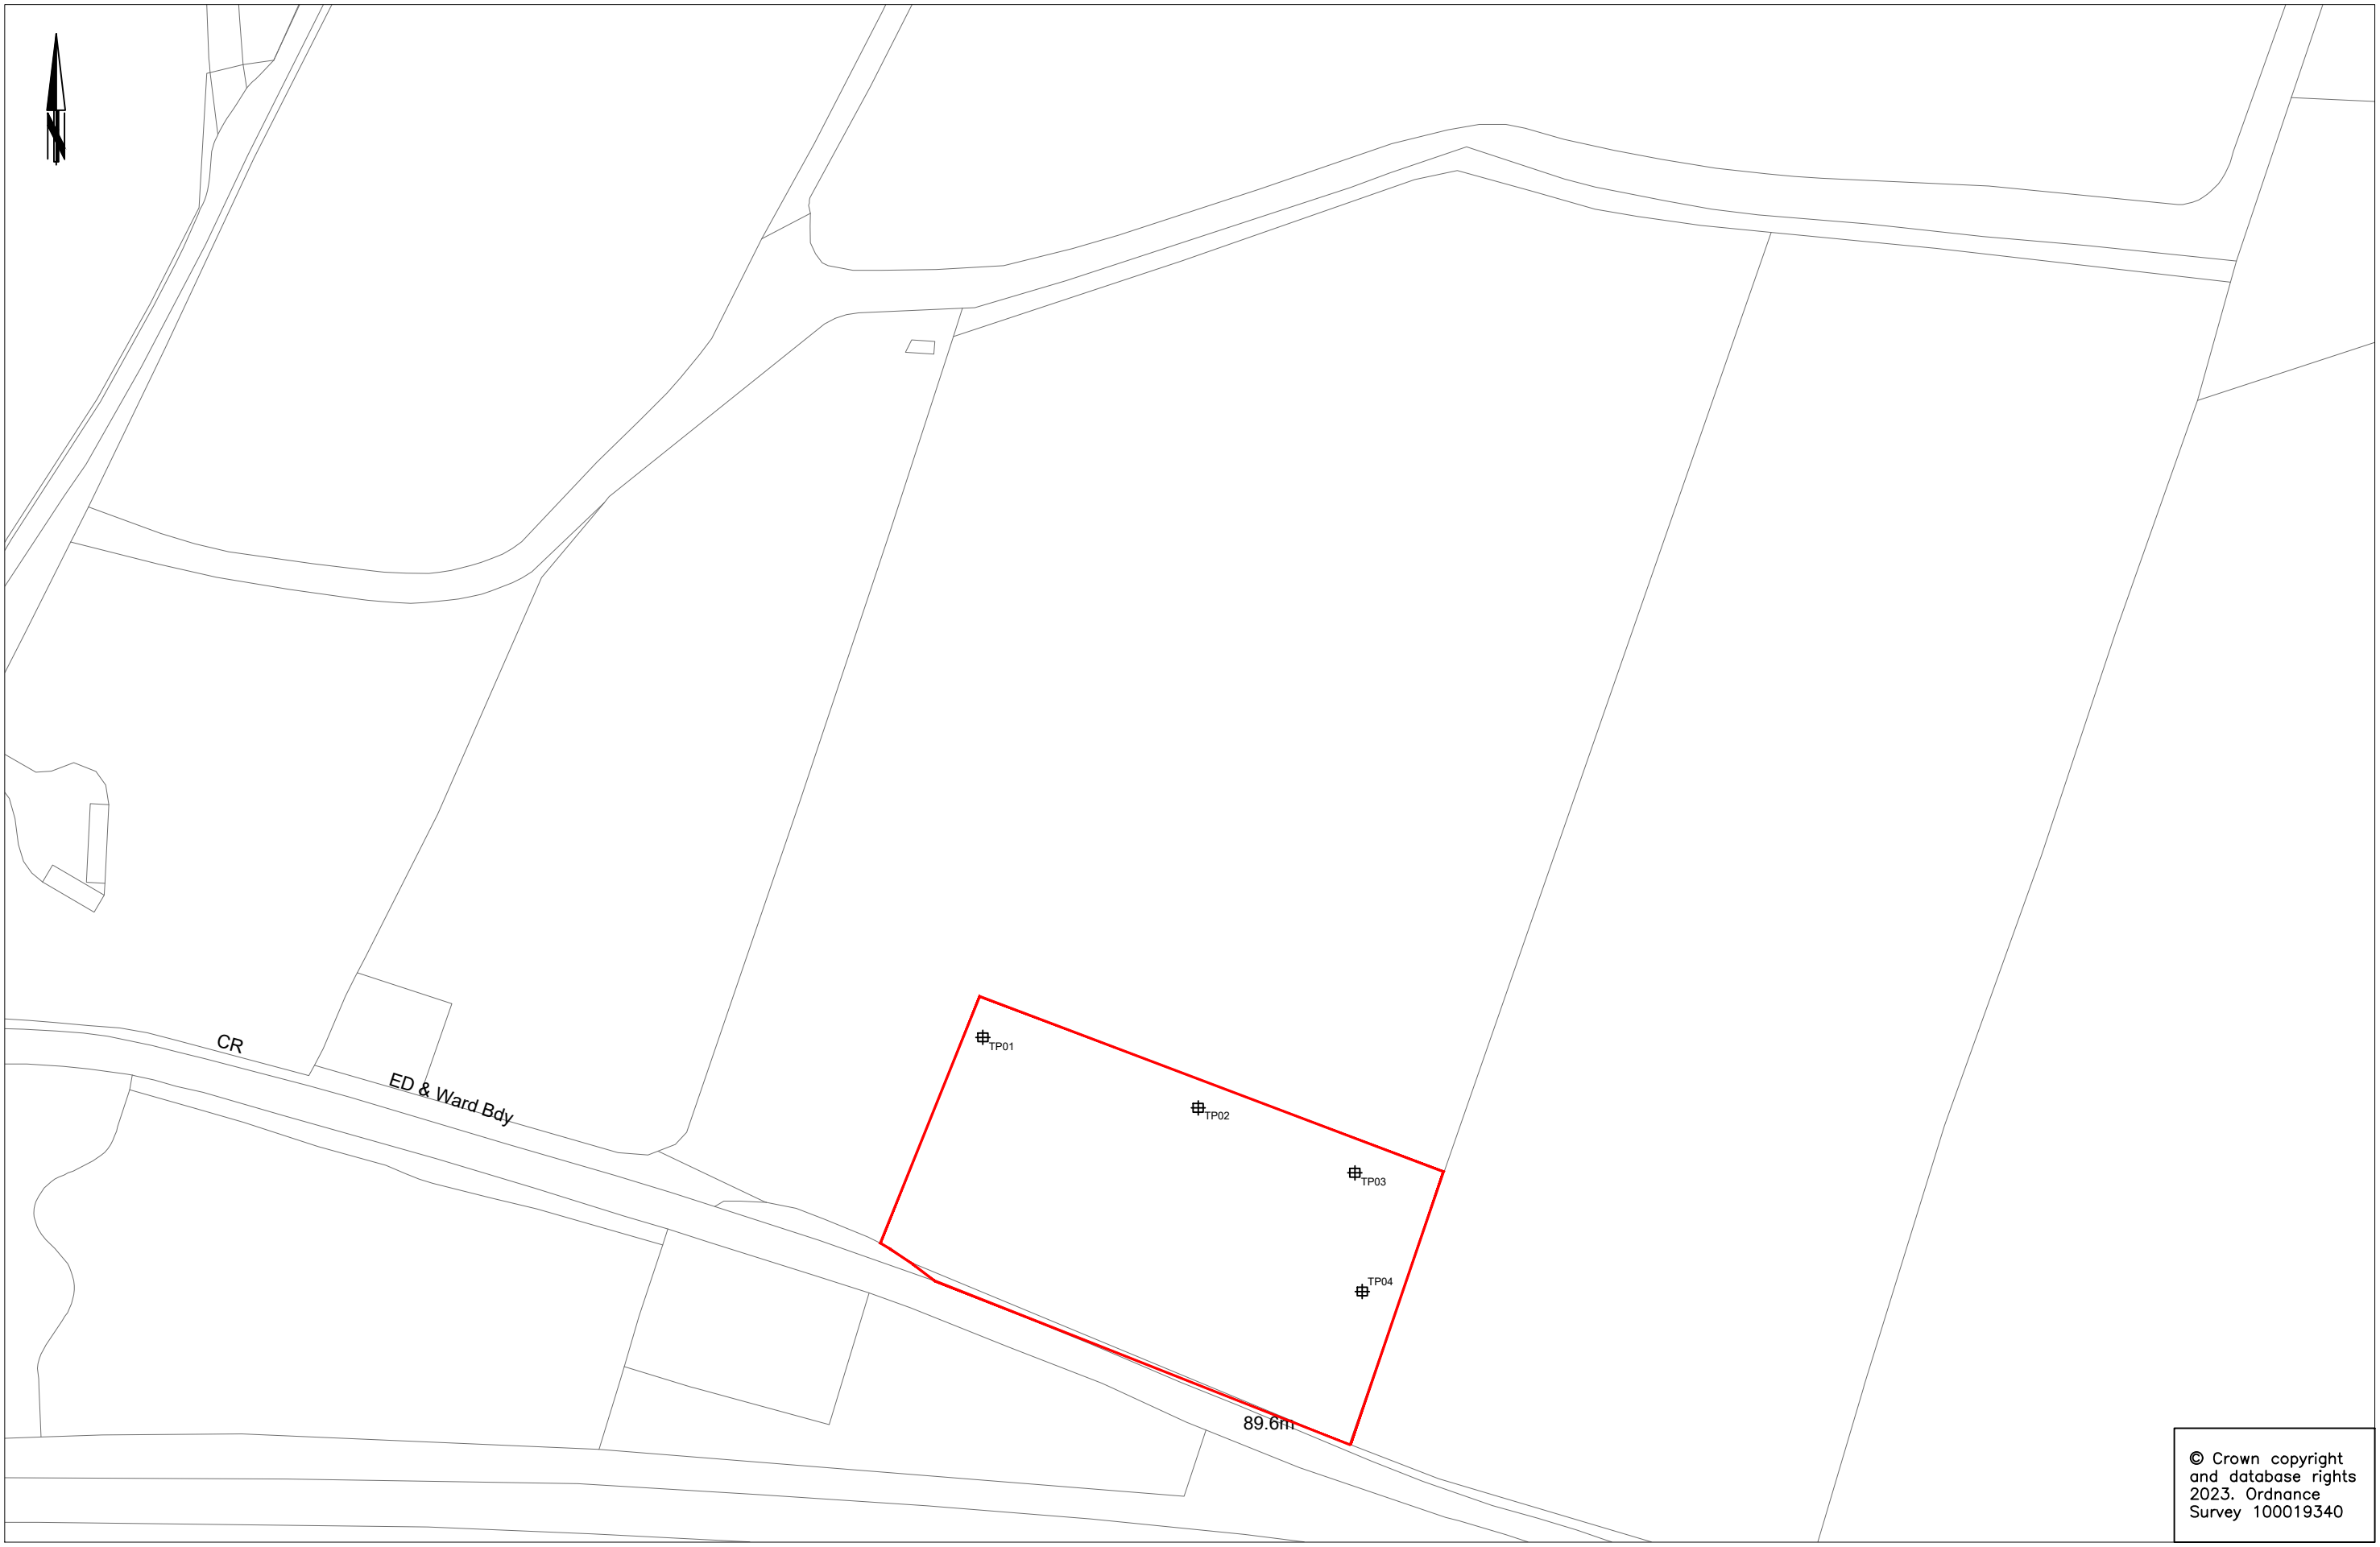 N
CR
ED & Ward Bdy
TP01
TP02
TP03
TP04
89.6m
© Crown copyright
and database rights
2023. Ordnance
Survey 100019340